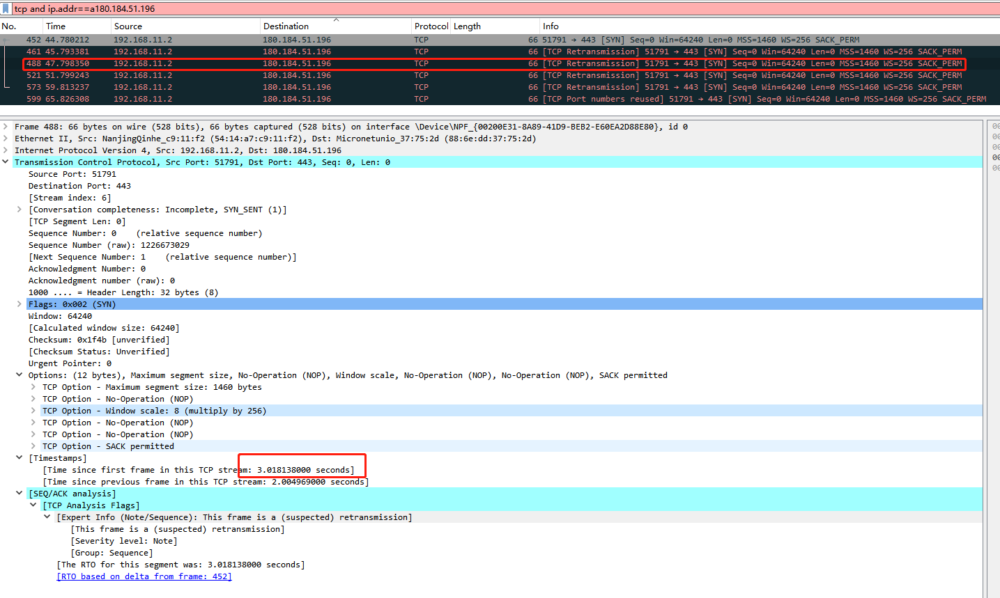 tcp and ip.addr==a180.184.51.196
No. Time Source Destination Protocol Length Info
452 44.780212 192.168.11.2 180.184.51.196 TCP 66 51791 → 443 [SYN] Seq=0 Win=64240 Len=0 MSS=1460 WS=256 SACK_PERM
461 45.793381 192.168.11.2 180.184.51.196 TCP 66 [TCP Retransmission] 51791 → 443 [SYN] Seq=0 Win=64240 Len=0 MSS=1460 WS=256 SACK_PERM
488 47.798350 192.168.11.2 180.184.51.196 TCP 66 [TCP Retransmission] 51791 → 443 [SYN] Seq=0 Win=64240 Len=0 MSS=1460 WS=256 SACK_PERM
521 51.799243 192.168.11.2 180.184.51.196 TCP 66 [TCP Retransmission] 51791 → 443 [SYN] Seq=0 Win=64240 Len=0 MSS=1460 WS=256 SACK_PERM
573 59.813237 192.168.11.2 180.184.51.196 TCP 66 [TCP Retransmission] 51791 → 443 [SYN] Seq=0 Win=64240 Len=0 MSS=1460 WS=256 SACK_PERM
599 65.826308 192.168.11.2 180.184.51.196 TCP 66 [TCP Port numbers reused] 51791 → 443 [SYN] Seq=0 Win=64240 Len=0 MSS=1460 WS=256 SACK_PERM
Frame 488: 66 bytes on wire (528 bits), 66 bytes captured (528 bits) on interface \Device\NPF_{00200E31-8A89-41D9-BEB2-E60EA2D88E80}, id 0
Ethernet II, Src: NanjingQinhe_c9:11:f2 (54:14:a7:c9:11:f2), Dst: Micronetunio_37:75:2d (88:6e:dd:37:75:2d)
Internet Protocol Version 4, Src: 192.168.11.2, Dst: 180.184.51.196
Transmission Control Protocol, Src Port: 51791, Dst Port: 443, Seq: 0, Len: 0
Source Port: 51791
Destination Port: 443
[Stream index: 6]
[Conversation completeness: Incomplete, SYN_SENT (1)]
[TCP Segment Len: 0]
Sequence Number: 0 (relative sequence number)
Sequence Number (raw): 1226673029
[Next Sequence Number: 1 (relative sequence number)]
Acknowledgment Number: 0
Acknowledgment number (raw): 0
1000 .... = Header Length: 32 bytes (8)
Flags: 0x002 (SYN)
Window: 64240
[Calculated window size: 64240]
Checksum: 0x1f4b [unverified]
[Checksum Status: Unverified]
Urgent Pointer: 0
Options: (12 bytes), Maximum segment size, No-Operation (NOP), Window scale, No-Operation (NOP), No-Operation (NOP), SACK permitted
TCP Option - Maximum segment size: 1460 bytes
TCP Option - No-Operation (NOP)
TCP Option - Window scale: 8 (multiply by 256)
TCP Option - No-Operation (NOP)
TCP Option - No-Operation (NOP)
TCP Option - SACK permitted
[Timestamps]
[Time since first frame in this TCP stream: 3.018138000 seconds]
[Time since previous frame in this TCP stream: 2.004969000 seconds]
[SEQ/ACK analysis]
[TCP Analysis Flags]
[Expert Info (Note/Sequence): This frame is a (suspected) retransmission]
[This frame is a (suspected) retransmission]
[Severity level: Note]
[Group: Sequence]
[The RTO for this segment was: 3.018138000 seconds]
[RTO based on delta from frame: 452]
00
00
00
00
00